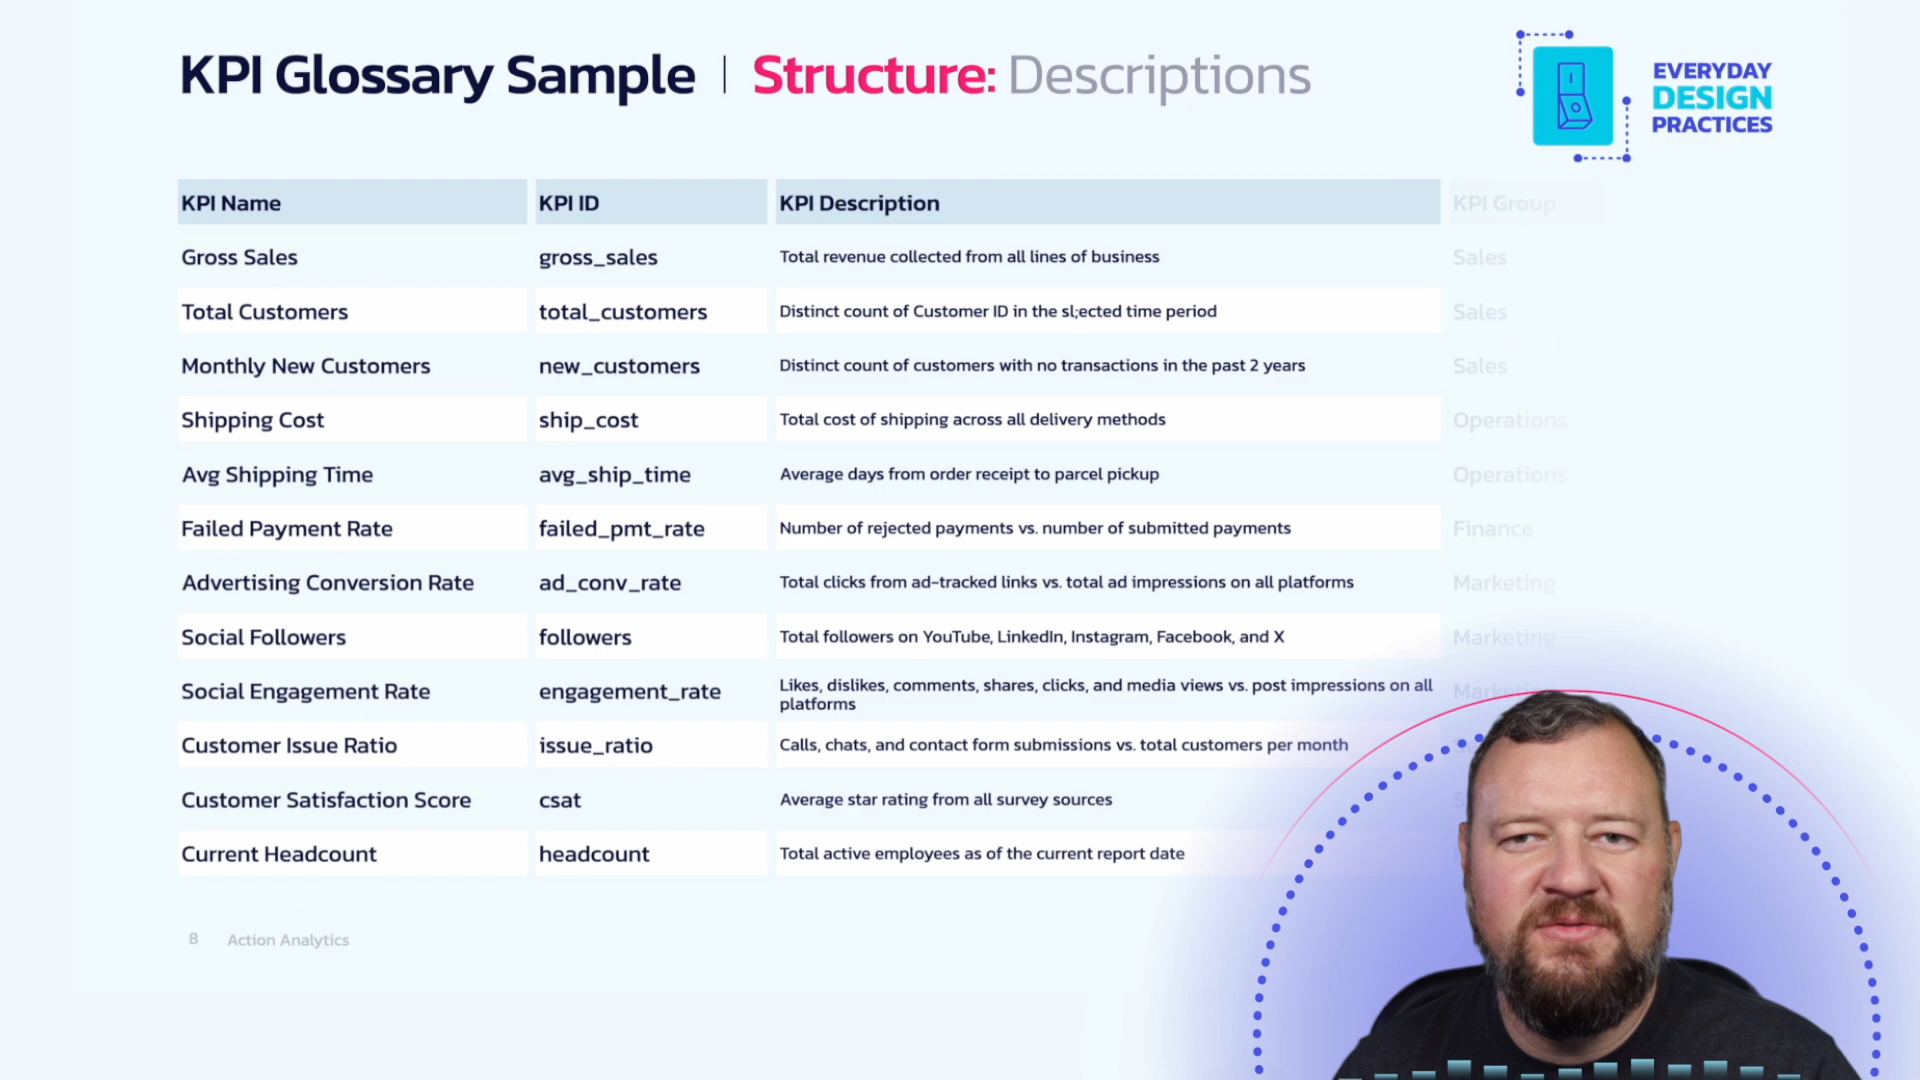 KPI Glossary Sample | Structure: Descriptions
EVERYDAY
DESIGN
PRACTICES
KPI Name KPI ID KPI Description KPI Group
Gross Sales gross_sales Total revenue collected from all lines of business Sales
Total Customers total_customers Distinct count of Customer ID in the sl;ected time period Sales
Monthly New Customers new_customers Distinct count of customers with no transactions in the past 2 years Sales
Shipping Cost ship_cost Total cost of shipping across all delivery methods Operations
Avg Shipping Time avg_ship_time Average days from order receipt to parcel pickup Operations
Failed Payment Rate failed_pmt_rate Number of rejected payments vs. number of submitted payments Finance
Advertising Conversion Rate ad_conv_rate Total clicks from ad-tracked links vs. total ad impressions on all platforms Marketing
Social Followers followers Total followers on YouTube, LinkedIn, Instagram, Facebook, and X Marketing
Social Engagement Rate engagement_rate Likes, dislikes, comments, shares, clicks, and media views vs. post impressions on all
platforms
Customer Issue Ratio issue_ratio Calls, chats, and contact form submissions vs. total customers per month
Customer Satisfaction Score csat Average star rating from all survey sources
Current Headcount headcount Total active employees as of the current report date
8 Action Analytics